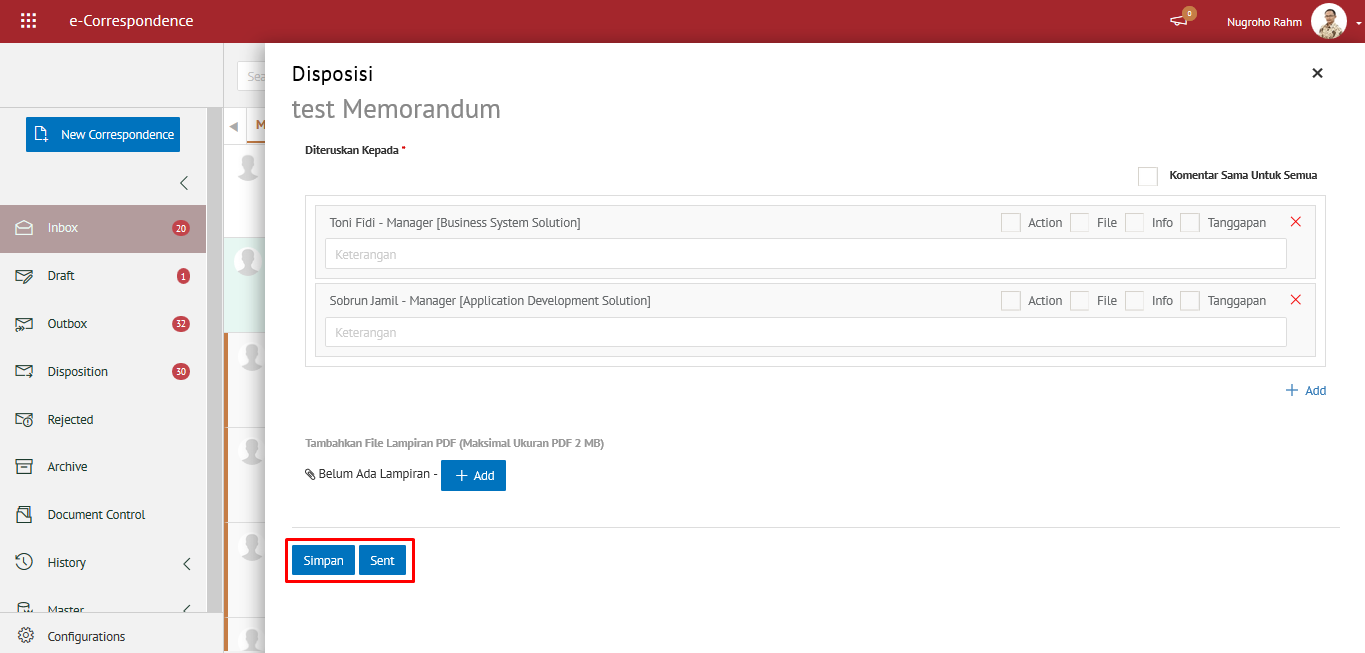 e-Correspondence
0
Nugroho Rahm
Sea
New Correspondence
M
Inbox
20
Draft
1
Outbox
32
Disposition
30
Rejected
Archive
Document Control
History
Master
Configurations
Disposisi
test Memorandum
Diteruskan Kepada *
Komentar Sama Untuk Semua
Toni Fidi - Manager [Business System Solution]
Action File Info Tanggapan
Keterangan
Sobrun Jamil - Manager [Application Development Solution]
Action File Info Tanggapan
Keterangan
Add
Tambahkan File Lampiran PDF (Maksimal Ukuran PDF 2 MB)
Belum Ada Lampiran - Add
Simpan Sent